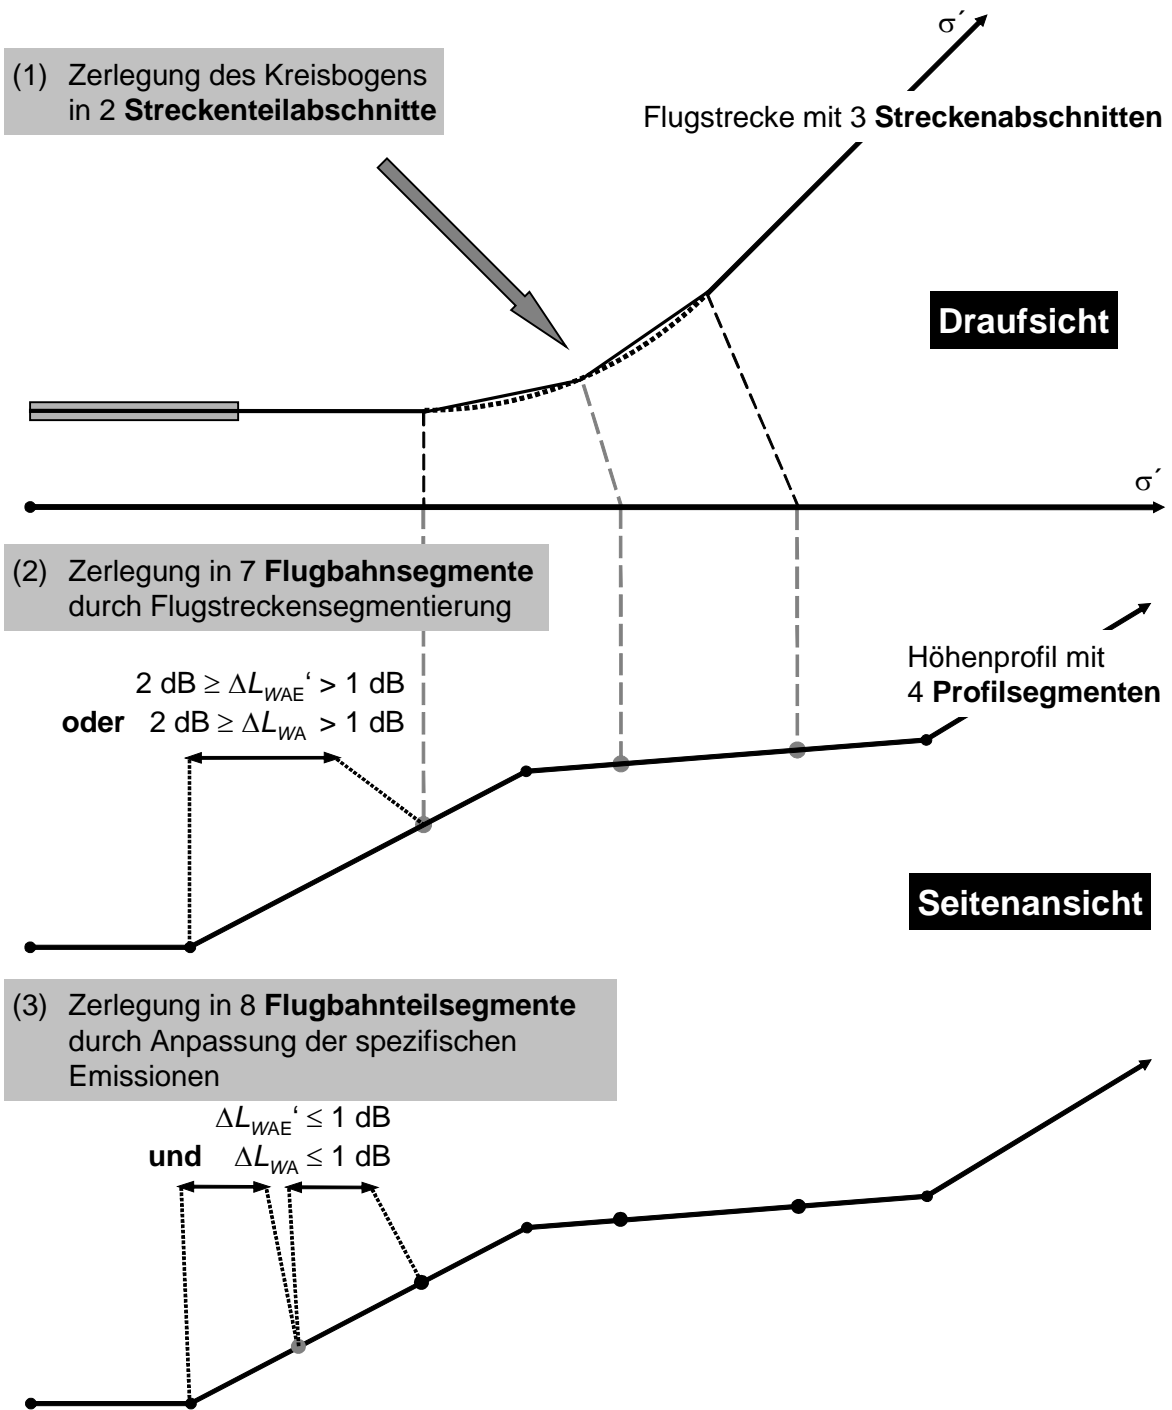 σ´
(1) Zerlegung des Kreisbogens
in 2 Streckenteilabschnitte
Flugstrecke mit 3 Streckenabschnitten
Draufsicht
σ´
(2) Zerlegung in 7 Flugbahnsegmente
durch Flugstreckensegmentierung
Höhenprofil mit
4 Profilsegmenten
2 dB ≥ ΔL_WAE‘ > 1 dB
oder 2 dB ≥ ΔL_WA > 1 dB
Seitenansicht
(3) Zerlegung in 8 Flugbahnteilsegmente
durch Anpassung der spezifischen
Emissionen
ΔL_WAE‘ ≤ 1 dB
und ΔL_WA ≤ 1 dB